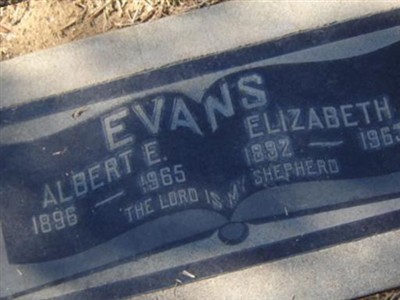 EVANS
ALBERT E.
1896 — 1965
ELIZABETH
1892 — 1963
THE LORD IS MY SHEPHERD